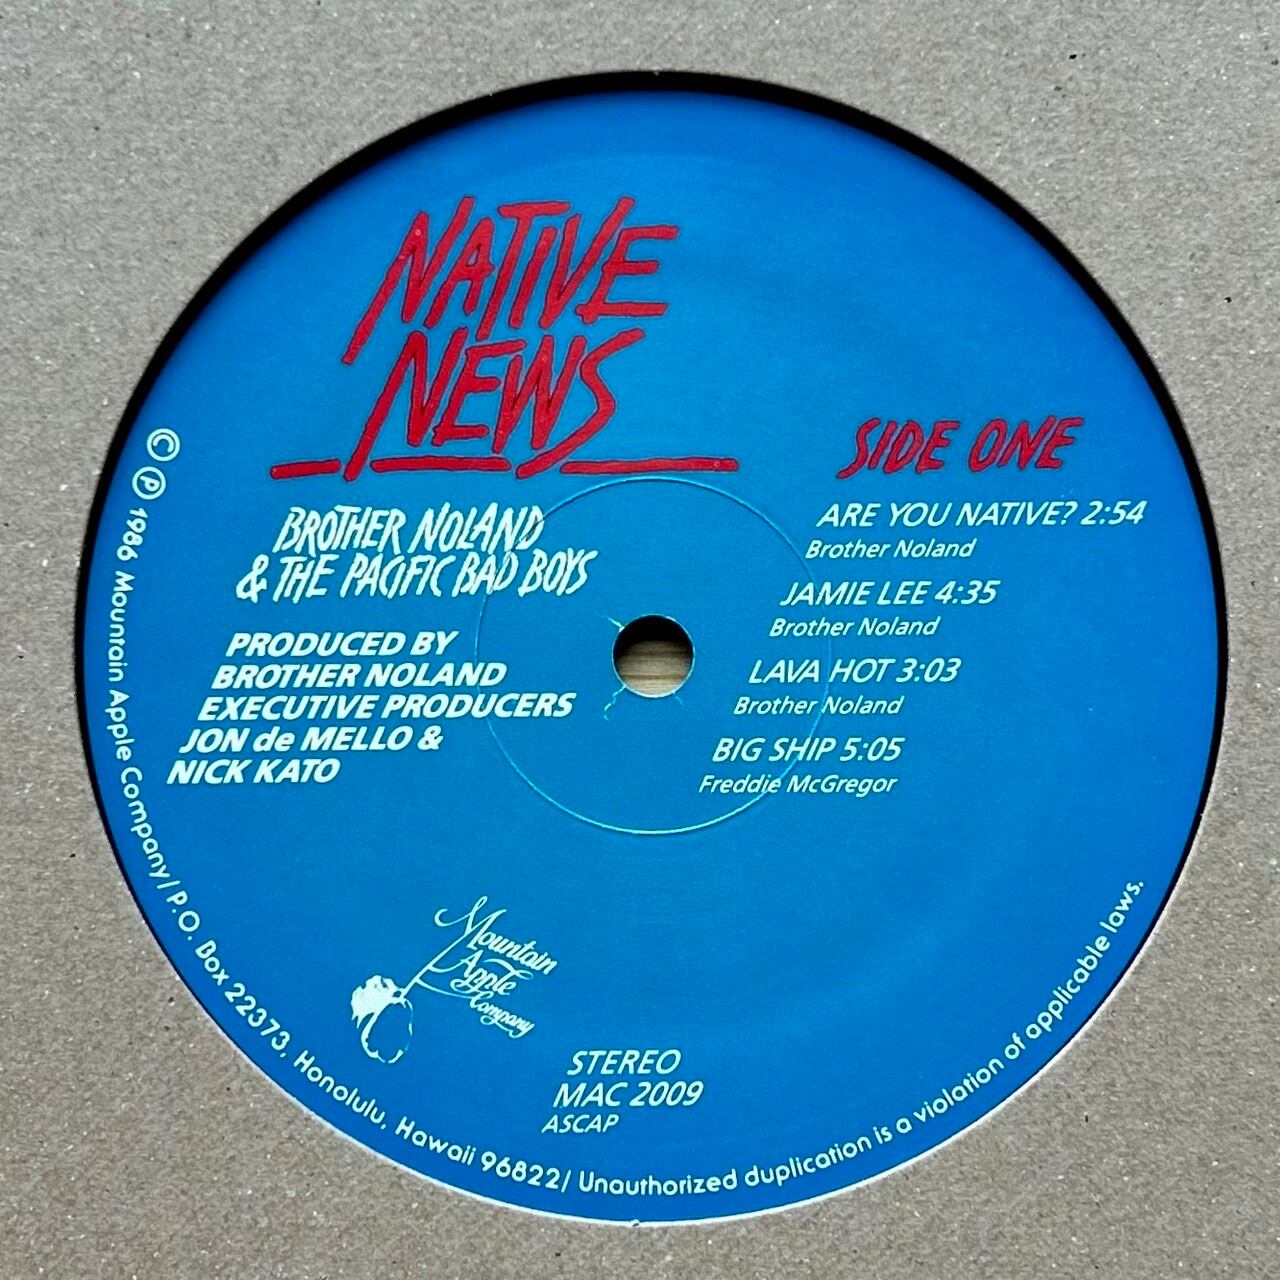 NATIVE
NEWS
BROTHER NOLAND
& THE PACIFIC BAD BOYS
PRODUCED BY
BROTHER NOLAND
EXECUTIVE PRODUCERS
JON de MELLO &
NICK KATO
SIDE ONE
ARE YOU NATIVE? 2:54
Brother Noland
JAMIE LEE 4:35
Brother Noland
LAVA HOT 3:03
Brother Noland
BIG SHIP 5:05
Freddie McGregor
Mountain
Apple
Company
STEREO
MAC 2009
ASCAP
© ℗ 1986 Mountain Apple Company/ P.O. Box 22373, Honolulu, Hawaii 96822/ Unauthorized duplication is a violation of applicable laws.